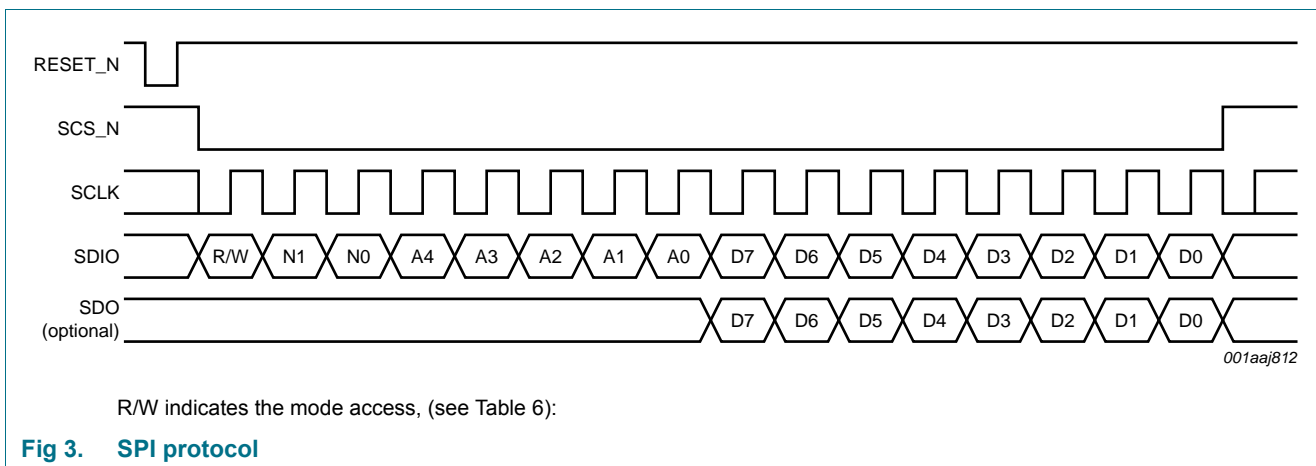 RESET_N
SCS_N
SCLK
SDIO R/W N1 N0 A4 A3 A2 A1 A0 D7 D6 D5 D4 D3 D2 D1 D0
SDO
(optional) D7 D6 D5 D4 D3 D2 D1 D0
001aaj812
R/W indicates the mode access, (see Table 6):
Fig 3. SPI protocol